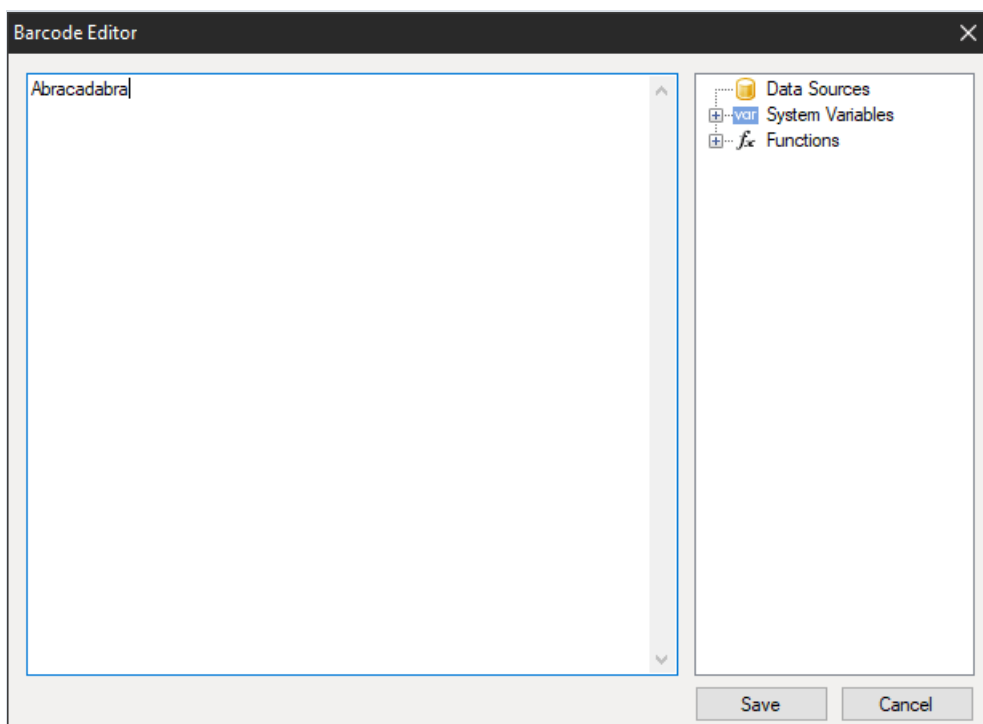 Barcode Editor
Abracadabra
Data Sources
var System Variables
fx Functions
Save Cancel